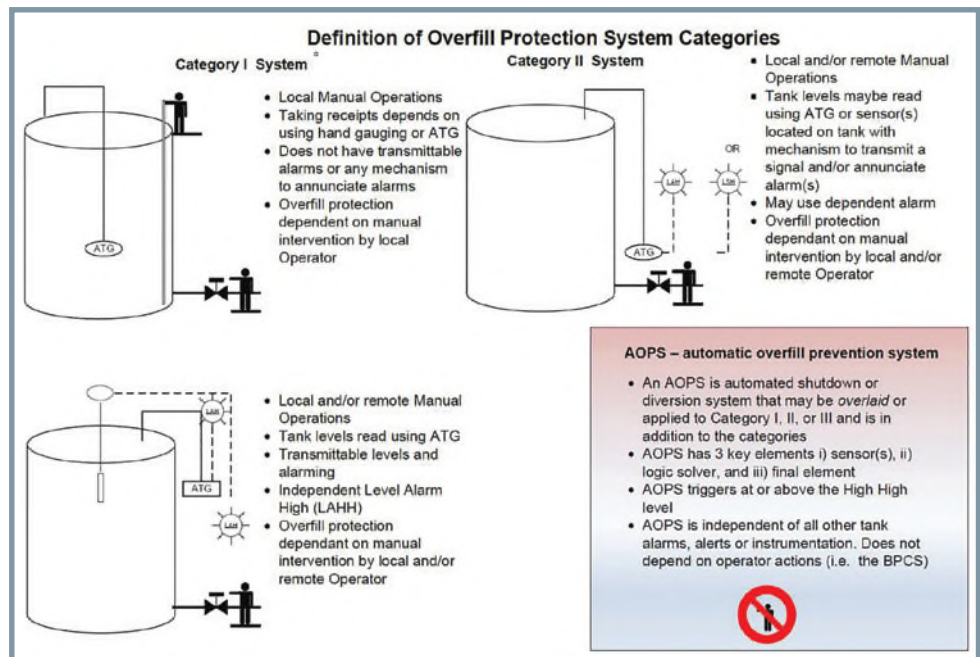 Definition of Overfill Protection System Categories
Category I System
• Local Manual Operations
• Taking receipts depends on
using hand gauging or ATG
• Does not have transmittable
alarms or any mechanism
to annunciate alarms
• Overfill protection
dependent on manual
intervention by local
Operator
ATG
Category II System
• Local and/or remote Manual
Operations
• Tank levels maybe read
using ATG or sensor(s)
located on tank with
mechanism to transmit a
signal and/or annunciate
alarm(s)
• May use dependent alarm
• Overfill protection
dependant on manual
intervention by local and/or
remote Operator
OR
LAH
ATG
• Local and/or remote Manual
Operations
• Tank levels read using ATG
• Transmittable levels and
alarming
• Independent Level Alarm
High (LAHH)
• Overfill protection
dependant on manual
intervention by local and/or
remote Operator
ATG
AOPS – automatic overfill prevention system
• An AOPS is automated shutdown or
diversion system that may be overlaid or
applied to Category I, II, or III and is in
addition to the categories
• AOPS has 3 key elements i) sensor(s), ii)
logic solver, and iii) final element
• AOPS triggers at or above the High High
level
• AOPS is independent of all other tank
alarms, alerts or instrumentation. Does not
depend on operator actions (i.e. the BPCS)